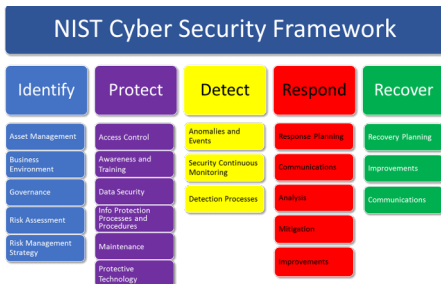 NIST Cyber Security Framework
Identify
Asset Management
Business
Environment
Governance
Risk Assessment
Risk Management
Strategy
Protect
Access Control
Awareness and
Training
Data Security
Info Protection
Processes and
Procedures
Maintenance
Protective
Technology
Detect
Anomalies and
Events
Security Continuous
Monitoring
Detection Processes
Respond
Response Planning
Communications
Analysis
Mitigation
Improvements
Recover
Recovery Planning
Improvements
Communications